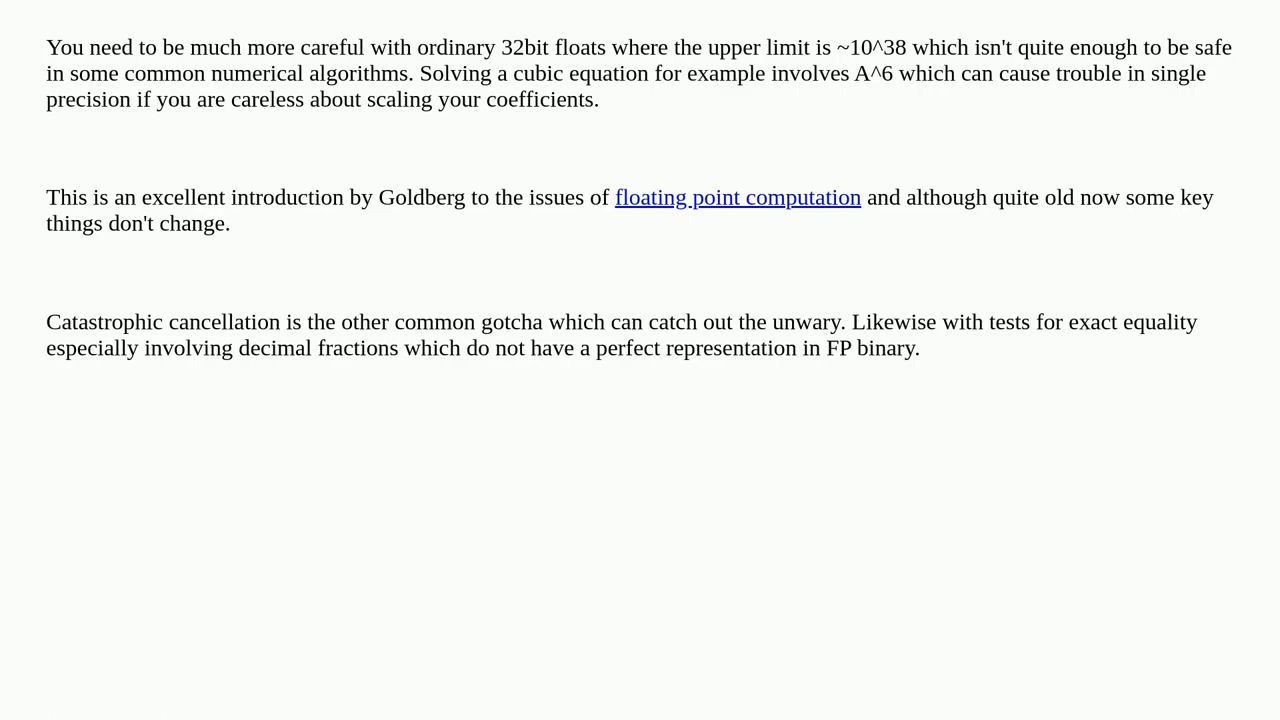 You need to be much more careful with ordinary 32bit floats where the upper limit is ~10^38 which isn't quite enough to be safe
in some common numerical algorithms. Solving a cubic equation for example involves A^6 which can cause trouble in single
precision if you are careless about scaling your coefficients.
This is an excellent introduction by Goldberg to the issues of floating point computation and although quite old now some key
things don't change.
Catastrophic cancellation is the other common gotcha which can catch out the unwary. Likewise with tests for exact equality
especially involving decimal fractions which do not have a perfect representation in FP binary.